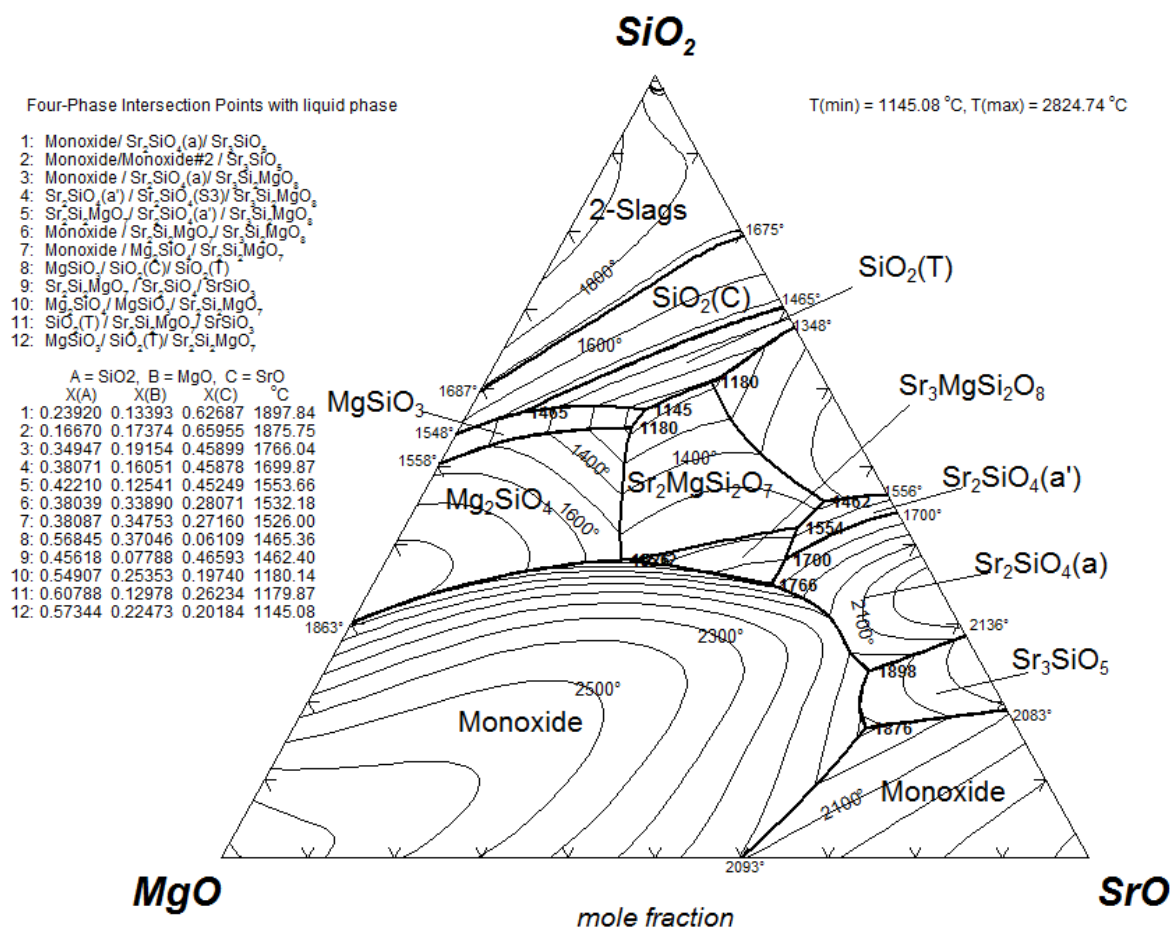 SiO₂
Four-Phase Intersection Points with liquid phase
T(min) = 1145.08 °C, T(max) = 2824.74 °C
1: Monoxide/ Sr₂SiO₄(a)/ Sr₃SiO₅
2: Monoxide/Monoxide#2 / Sr₃SiO₅
3: Monoxide / Sr₂SiO₄(a)/ Sr₃Si₂MgO₈
4: Sr₂SiO₄(a') / Sr₂SiO₄(S3)/ Sr₃Si₂MgO₈
5: Sr₂Si₂MgO₇/ Sr₂SiO₄(a') / Sr₃Si₂MgO₈
6: Monoxide / Sr₂Si₂MgO₇/ Sr₃Si₂MgO₈
7: Monoxide / Mg₂SiO₄/ Sr₂Si₂MgO₇
8: MgSiO₃/ SiO₂(C)/ SiO₂(T)
9: Sr₂Si₂MgO₇ / Sr₂SiO₄/ SrSiO₃
10: Mg₂SiO₄/ MgSiO₃/ Sr₂Si₂MgO₇
11: SiO₂(T) / Sr₂Si₂MgO₇/ SrSiO₃
12: MgSiO₃/ SiO₂(T)/ Sr₂Si₂MgO₇
A = SiO2, B = MgO, C = SrO
X(A) X(B) X(C) °C
1: 0.23920 0.13393 0.62687 1897.84
2: 0.16670 0.17374 0.65955 1875.75
3: 0.34947 0.19154 0.45899 1766.04
4: 0.38071 0.16051 0.45878 1699.87
5: 0.42210 0.12541 0.45249 1553.66
6: 0.38039 0.33890 0.28071 1532.18
7: 0.38087 0.34753 0.27160 1526.00
8: 0.56845 0.37046 0.06109 1465.36
9: 0.45618 0.07788 0.46593 1462.40
10: 0.54907 0.25353 0.19740 1180.14
11: 0.60788 0.12978 0.26234 1179.87
12: 0.57344 0.22473 0.20184 1145.08
2-Slags
1675°
1800°
SiO₂(T)
SiO₂(C)
1465°
1348°
1600°
1687°
1180
Sr₃MgSi₂O₈
MgSiO₃
1465
1145
1548°
1180
1558°
1400°
1400°
Sr₂MgSi₂O₇
Sr₂SiO₄(a')
Mg₂SiO₄
1462
1556°
1700°
1600°
1554
1700
Sr₂SiO₄(a)
1766
1863°
2100°
2136°
2300°
Sr₃SiO₅
1898
2500°
Monoxide
2083°
1876
2100°
Monoxide
2093°
MgO
SrO
mole fraction